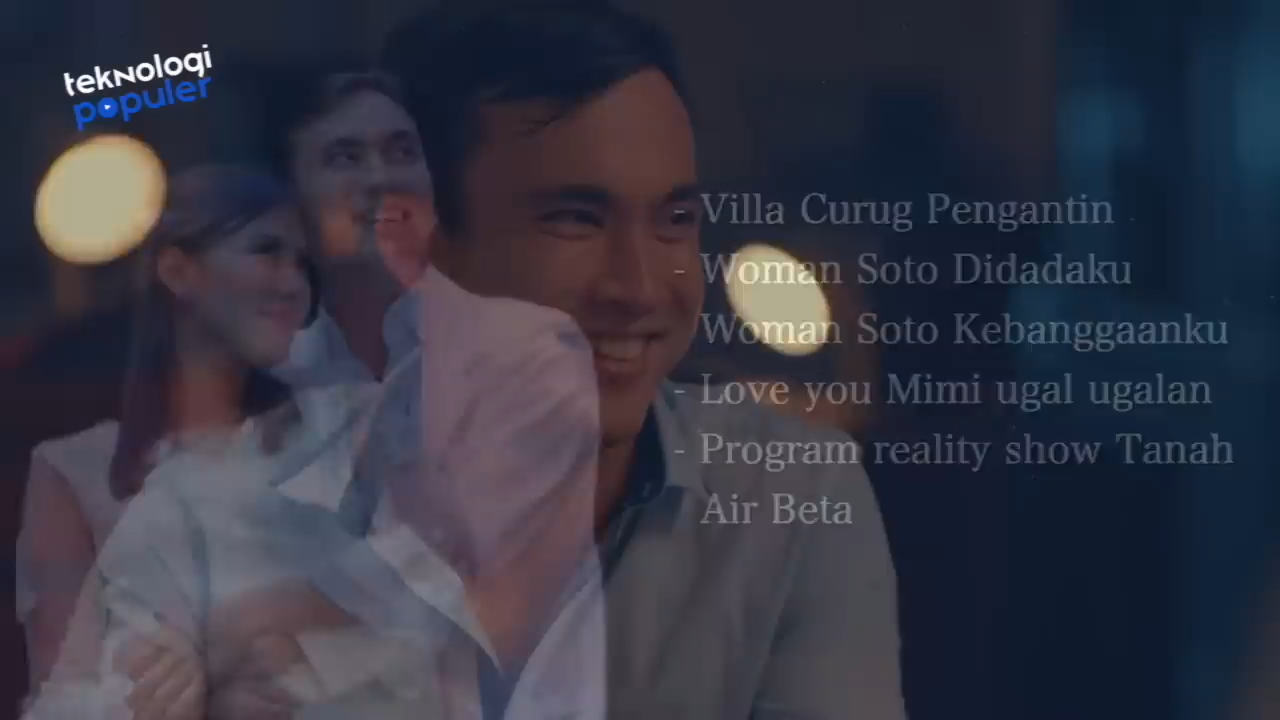 teknologi
populer
- Villa Curug Pengantin
- Woman Soto Didadaku
Woman Soto Kebanggaanku
- Love you Mimi ugal ugalan
- Program reality show Tanah
Air Beta